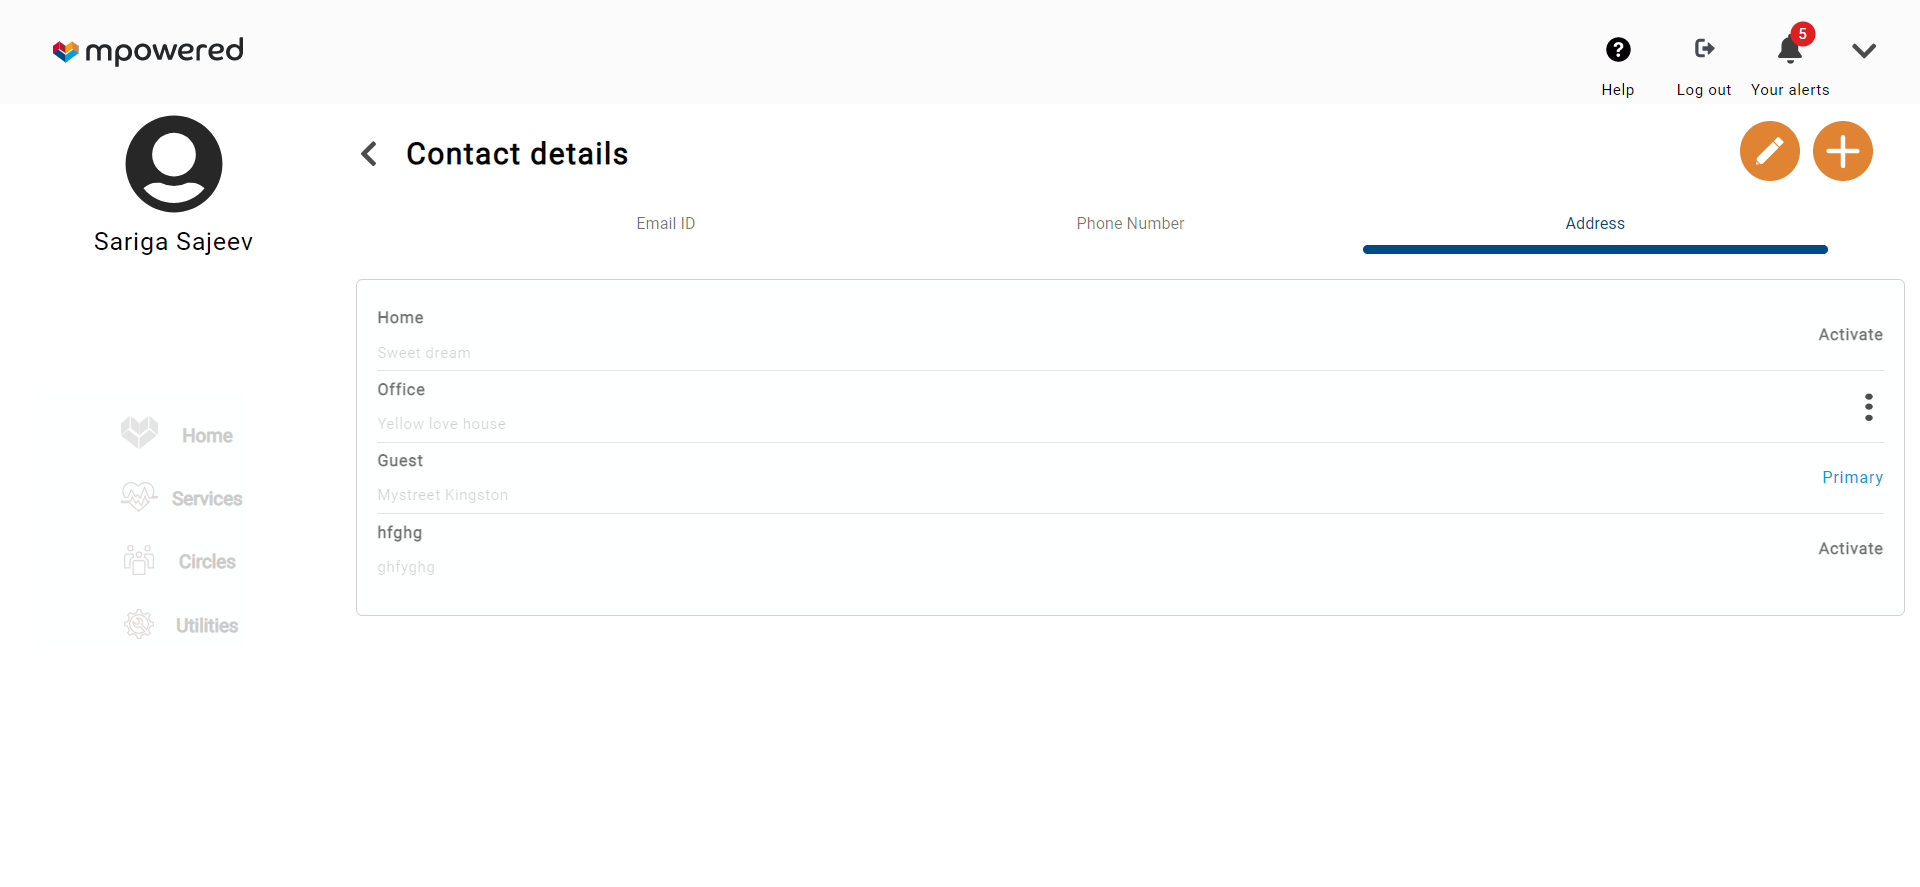 mpowered
5
Help
Log out
Your alerts
Sariga Sajeev
Contact details
Email ID
Phone Number
Address
Home
Sweet dream
Activate
Office
Yellow love house
Guest
Mystreet Kingston
Primary
hfghg
ghfyghg
Activate
Home
Services
Circles
Utilities